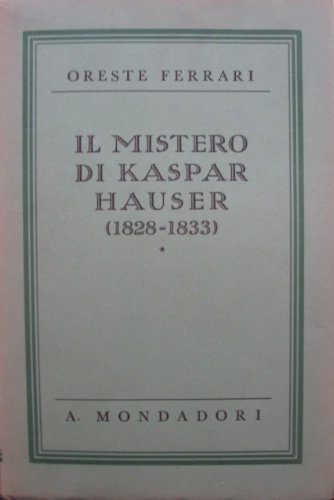 ORESTE FERRARI
IL MISTERO
DI KASPAR
HAUSER
(1828-1833)
*
A. MONDADORI